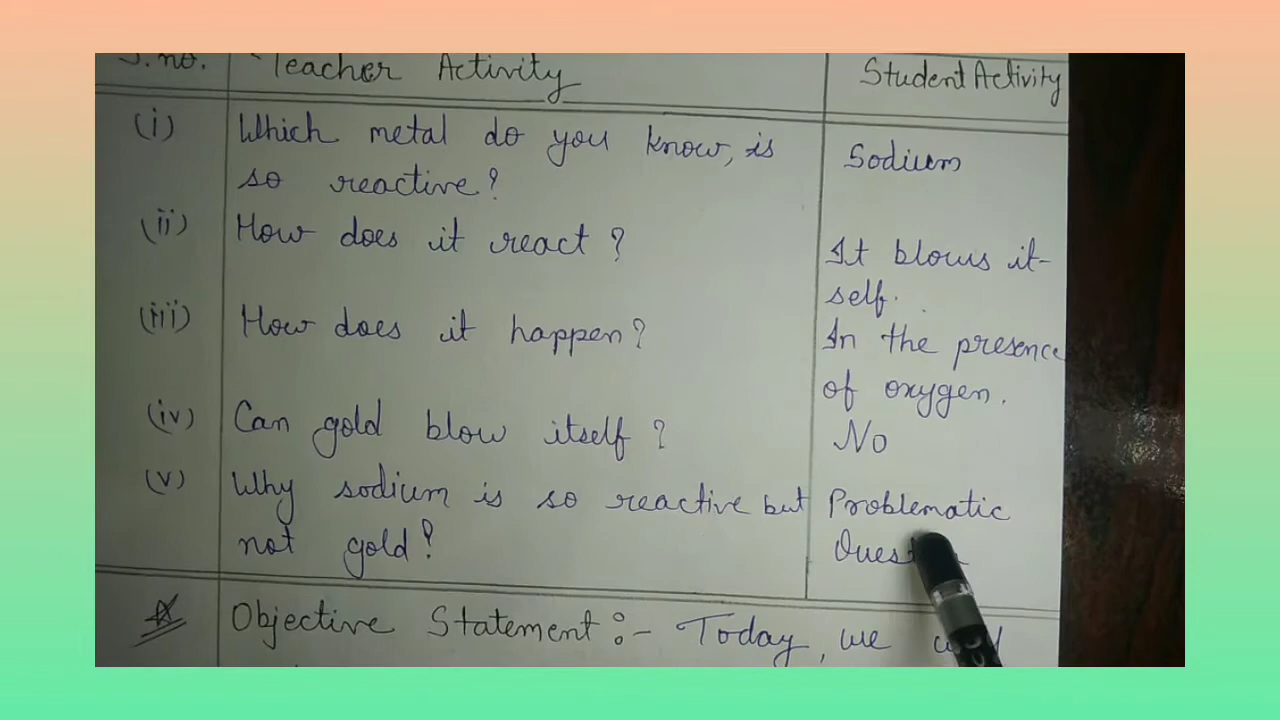 S.no. Teacher Activity Student Activity
(i) Which metal do you know, is Sodium
so reactive?
(ii) How does it react ? It blows it-
self.
(iii) How does it happen? In the presence
of oxygen.
(iv) Can gold blow itself ? No
(v) Why sodium is so reactive but Problematic
not gold?
Objective Statement :- Today, we